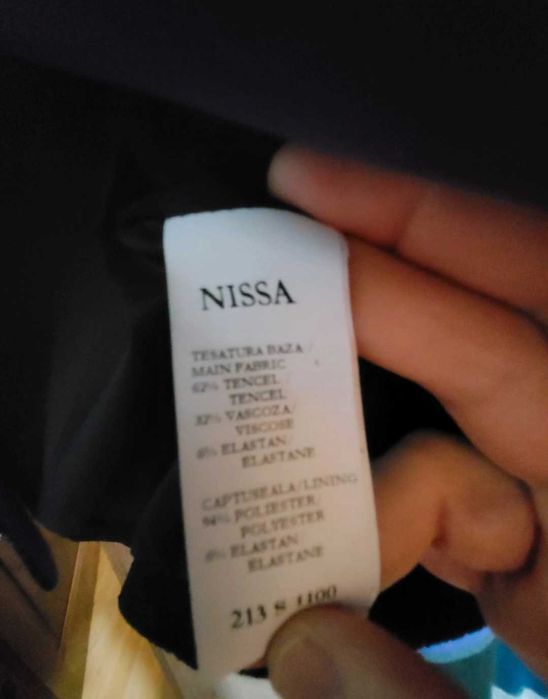 NISSA
TESATURA BAZA /
MAIN FABRIC
62% TENCEL
TENCEL
32% VASCOZA/
VISCOSE
6% ELASTAN/
ELASTANE
CAPTUSEALA/LINING
94% POLIESTER/
POLYESTER
6% ELASTAN
ELASTANE
213 S 1100